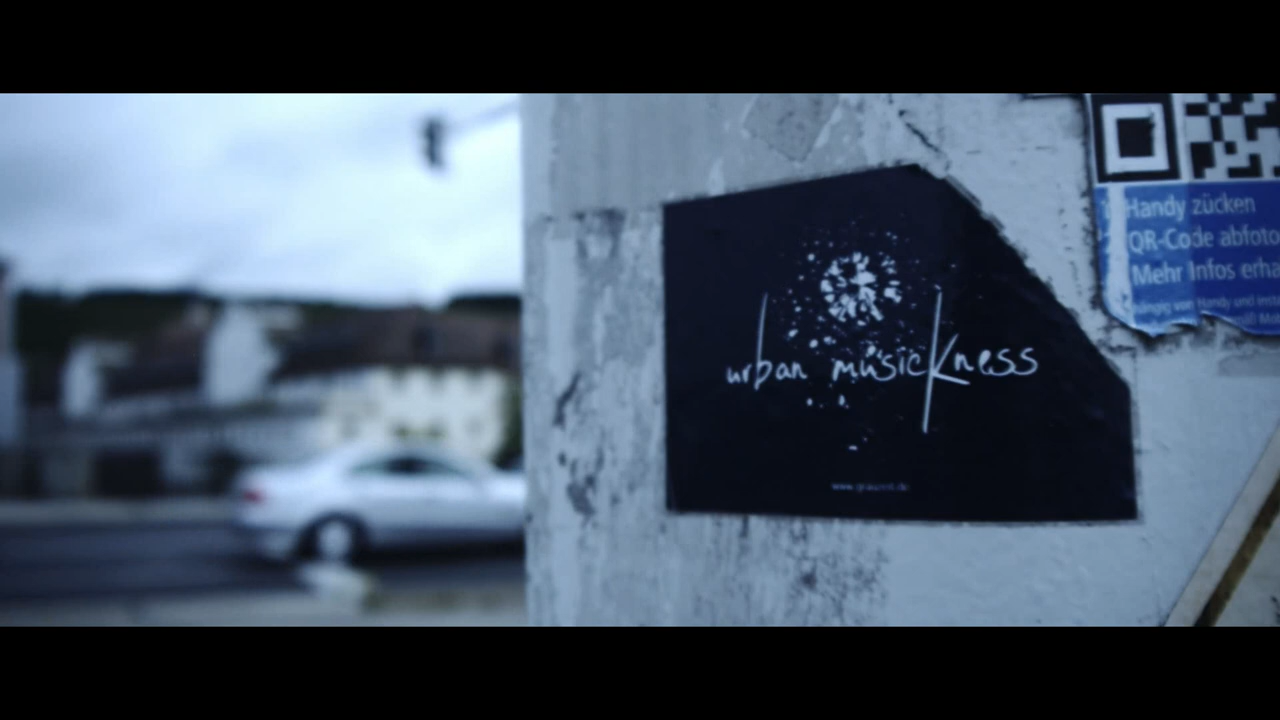 urban musickness
Handy zücken
QR-Code abfoto
Mehr Infos erha